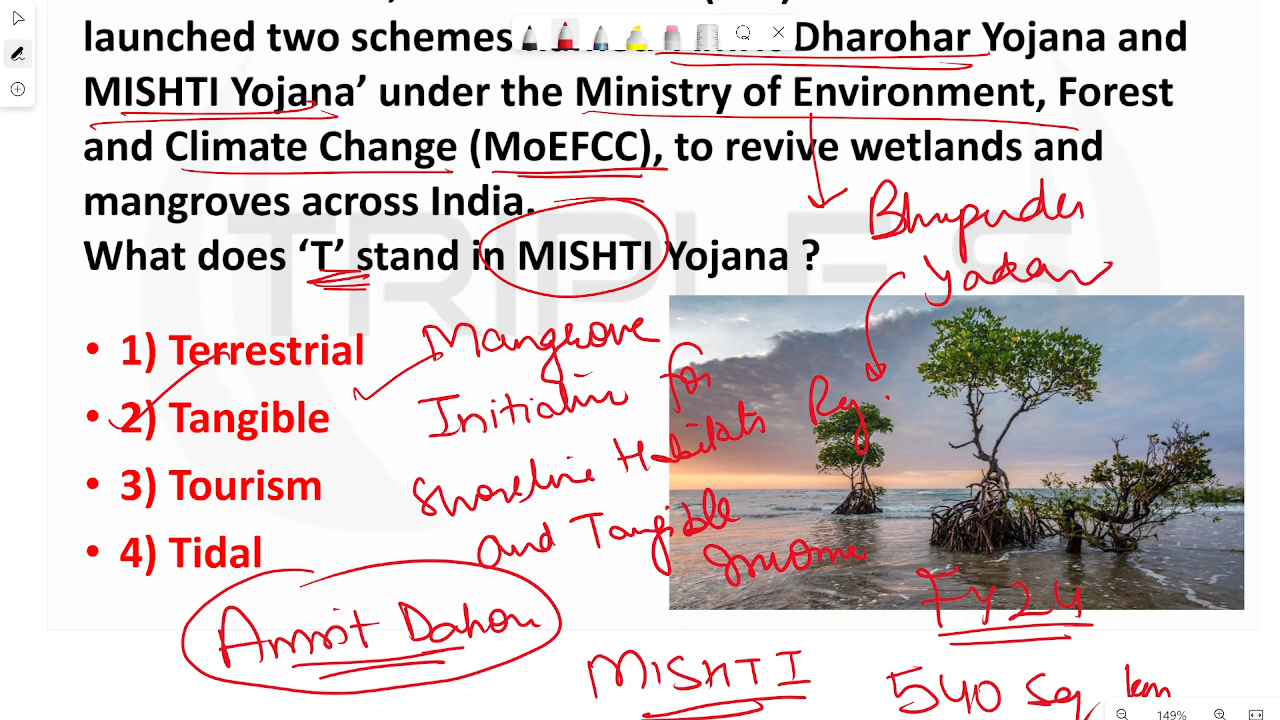 launched two schemes Dharohar Yojana and
MISHTI Yojana’ under the Ministry of Environment, Forest
and Climate Change (MoEFCC), to revive wetlands and
mangroves across India.
What does ‘T’ stand in MISHTI Yojana ?
Bhupender
Yadav
• 1) Terrestrial
• 2) Tangible
• 3) Tourism
• 4) Tidal
Mangrove
Initiative for
Shoreline Habitats
and Tangible
Income
TRIPLE S
Amrit Dahor
MISHTI
FY24
540 Sq km
149%